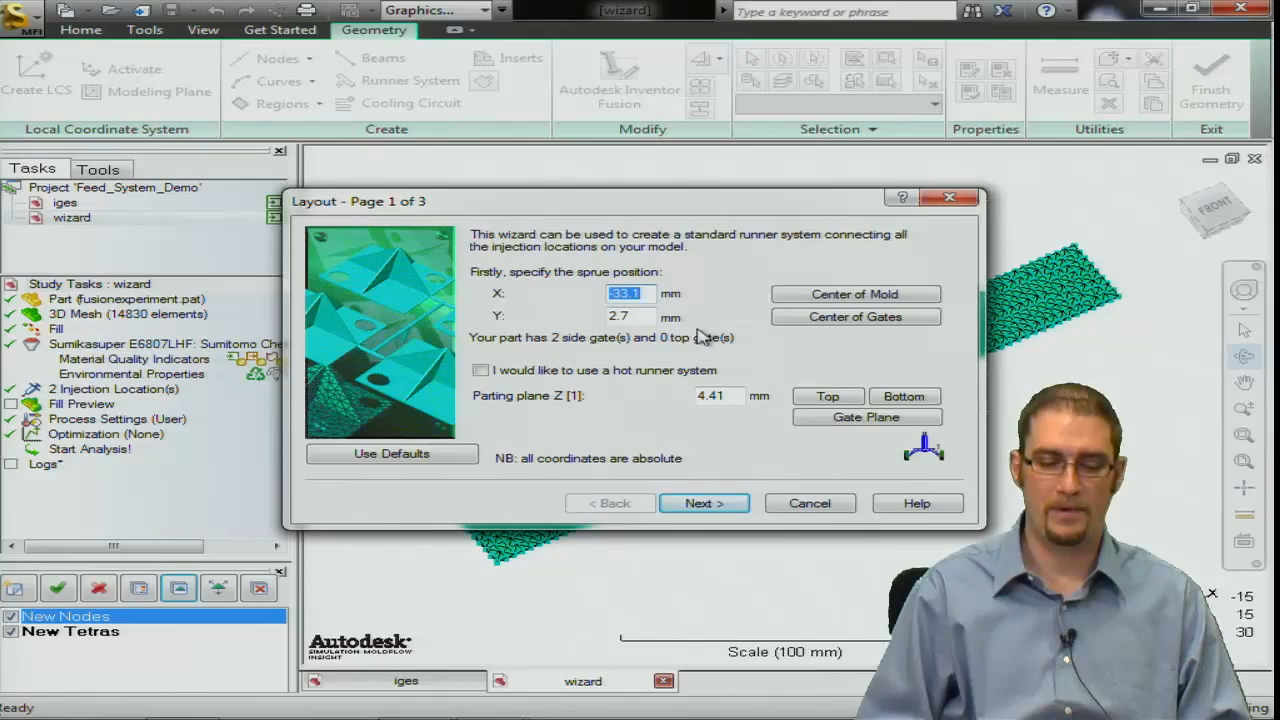 MFI
Graphics...
[wizard]
Type a keyword or phrase
Home
Tools
View
Get Started
Geometry
Create LCS
Activate
Modeling Plane
Local Coordinate System
Nodes
Curves
Regions
Beams
Runner System
Cooling Circuit
Inserts
Create
Autodesk Inventor
Fusion
Modify
Selection
Properties
Measure
Utilities
Finish
Geometry
Exit
Tasks
Tools
Project 'Feed_System_Demo'
iges
wizard
Study Tasks : wizard
Part (fusionexperiment.pat)
3D Mesh (14830 elements)
Fill
Sumikasuper E6807LHF: Sumitomo Che
Material Quality Indicators
Environmental Properties
2 Injection Location(s)
Fill Preview
Process Settings (User)
Optimization (None)
Start Analysis!
Logs*
New Nodes
New Tetras
Layout - Page 1 of 3
This wizard can be used to create a standard runner system connecting all
the injection locations on your model.
Firstly, specify the sprue position:
X: -33.1 mm
Center of Mold
Y: 2.7 mm
Center of Gates
Your part has 2 side gate(s) and 0 top gate(s)
I would like to use a hot runner system
Parting plane Z [1]: 4.41 mm
Top
Bottom
Gate Plane
Use Defaults
NB: all coordinates are absolute
< Back
Next >
Cancel
Help
FRONT
Autodesk
SIMULATION MOLDFLOW
INSIGHT
Scale (100 mm)
-15
15
30
iges
wizard
Ready